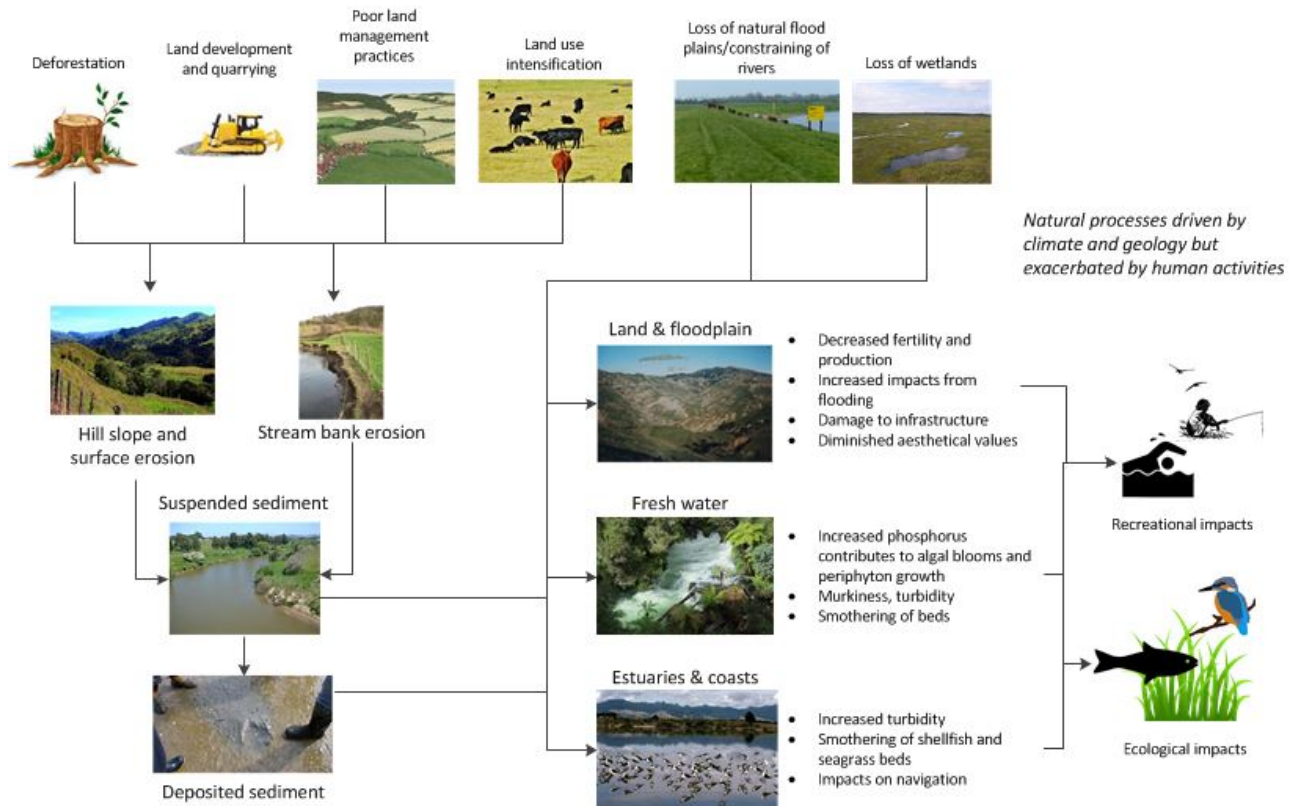 Deforestation
Land development
and quarrying
Poor land
management
practices
Land use
intensification
Loss of natural flood
plains/constraining of
rivers
Loss of wetlands
Natural processes driven by
climate and geology but
exacerbated by human activities
Hill slope and
surface erosion
Stream bank erosion
Suspended sediment
Deposited sediment
Land & floodplain
• Decreased fertility and
production
• Increased impacts from
flooding
• Damage to infrastructure
• Diminished aesthetical values
Fresh water
• Increased phosphorus
contributes to algal blooms and
periphyton growth
• Murkiness, turbidity
• Smothering of beds
Estuaries & coasts
• Increased turbidity
• Smothering of shellfish and
seagrass beds
• Impacts on navigation
Recreational impacts
Ecological impacts